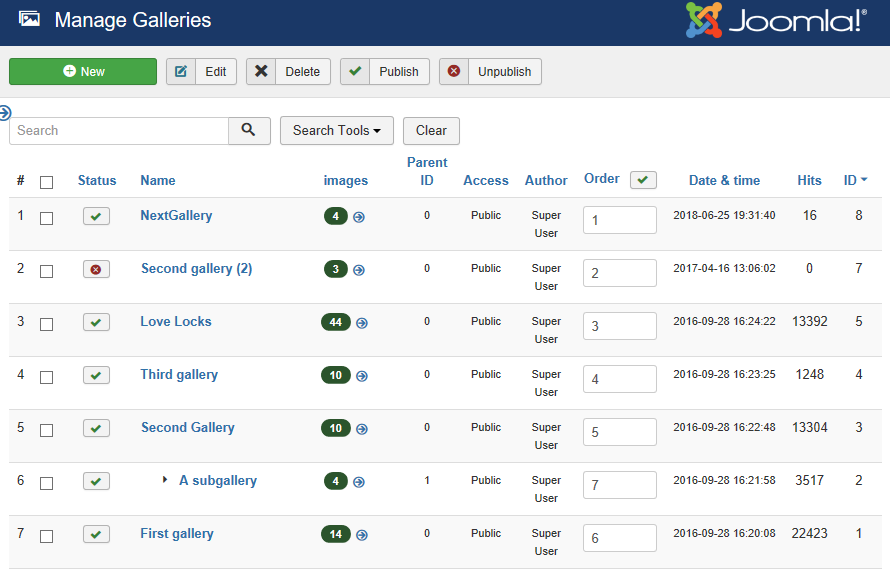 Manage Galleries
Joomla!®
New Edit Delete Publish Unpublish
Search Search Tools Clear
# Status Name images Parent ID Access Author Order Date & time Hits ID
1 NextGallery 4 0 Public Super User 1 2018-06-25 19:31:40 16 8
2 Second gallery (2) 3 0 Public Super User 2 2017-04-16 13:06:02 0 7
3 Love Locks 44 0 Public Super User 3 2016-09-28 16:24:22 13392 5
4 Third gallery 10 0 Public Super User 4 2016-09-28 16:23:25 1248 4
5 Second Gallery 10 0 Public Super User 5 2016-09-28 16:22:48 13304 3
6 A subgallery 4 1 Public Super User 7 2016-09-28 16:21:58 3517 2
7 First gallery 14 0 Public Super User 6 2016-09-28 16:20:08 22423 1